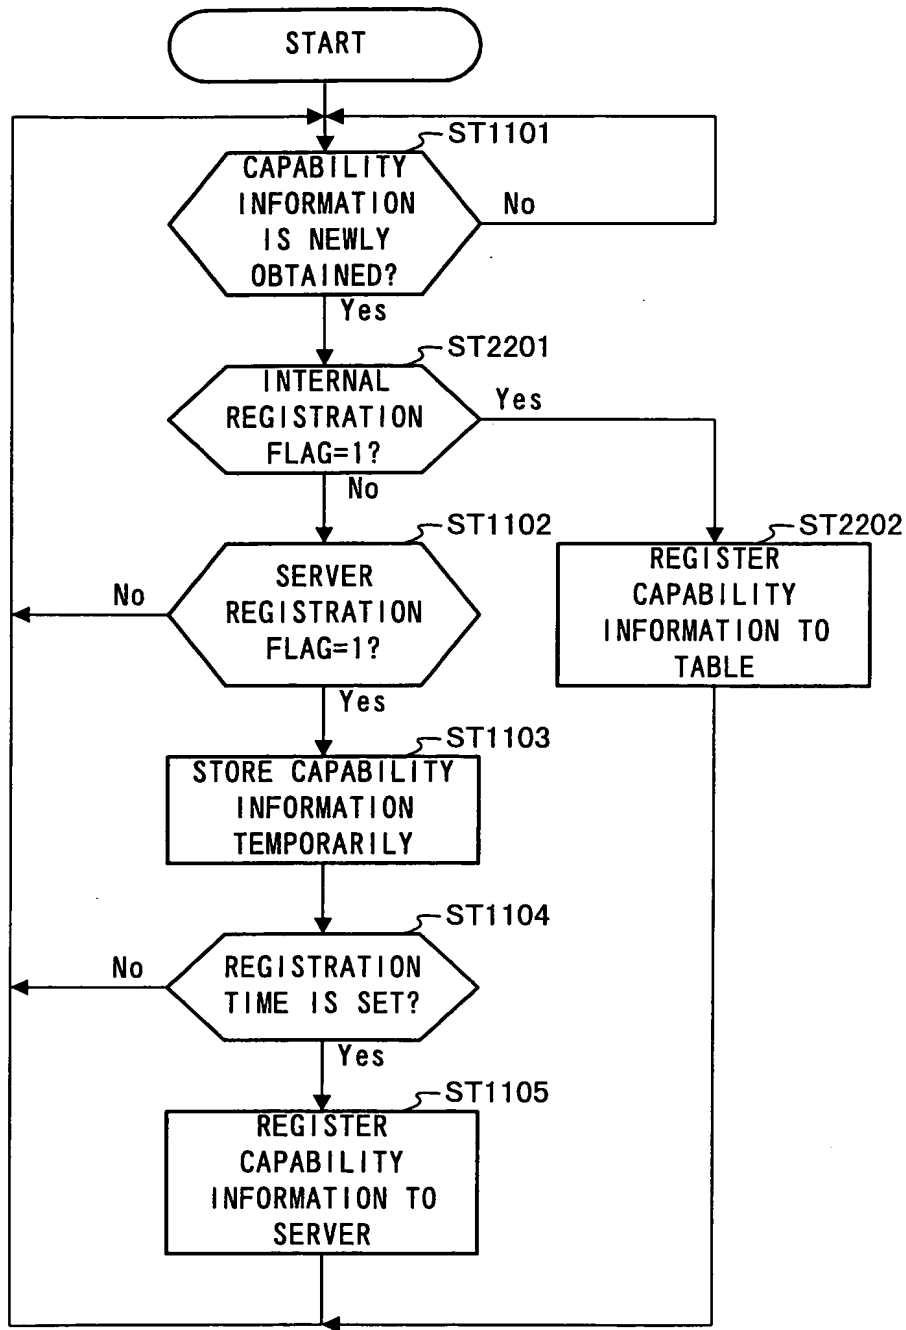 START
ST1101
CAPABILITY
INFORMATION
IS NEWLY
OBTAINED?
No
Yes
ST2201
INTERNAL
REGISTRATION
FLAG=1?
Yes
No
ST1102
SERVER
REGISTRATION
FLAG=1?
No
Yes
ST2202
REGISTER
CAPABILITY
INFORMATION TO
TABLE
ST1103
STORE CAPABILITY
INFORMATION
TEMPORARILY
ST1104
REGISTRATION
TIME IS SET?
No
Yes
ST1105
REGISTER
CAPABILITY
INFORMATION TO
SERVER